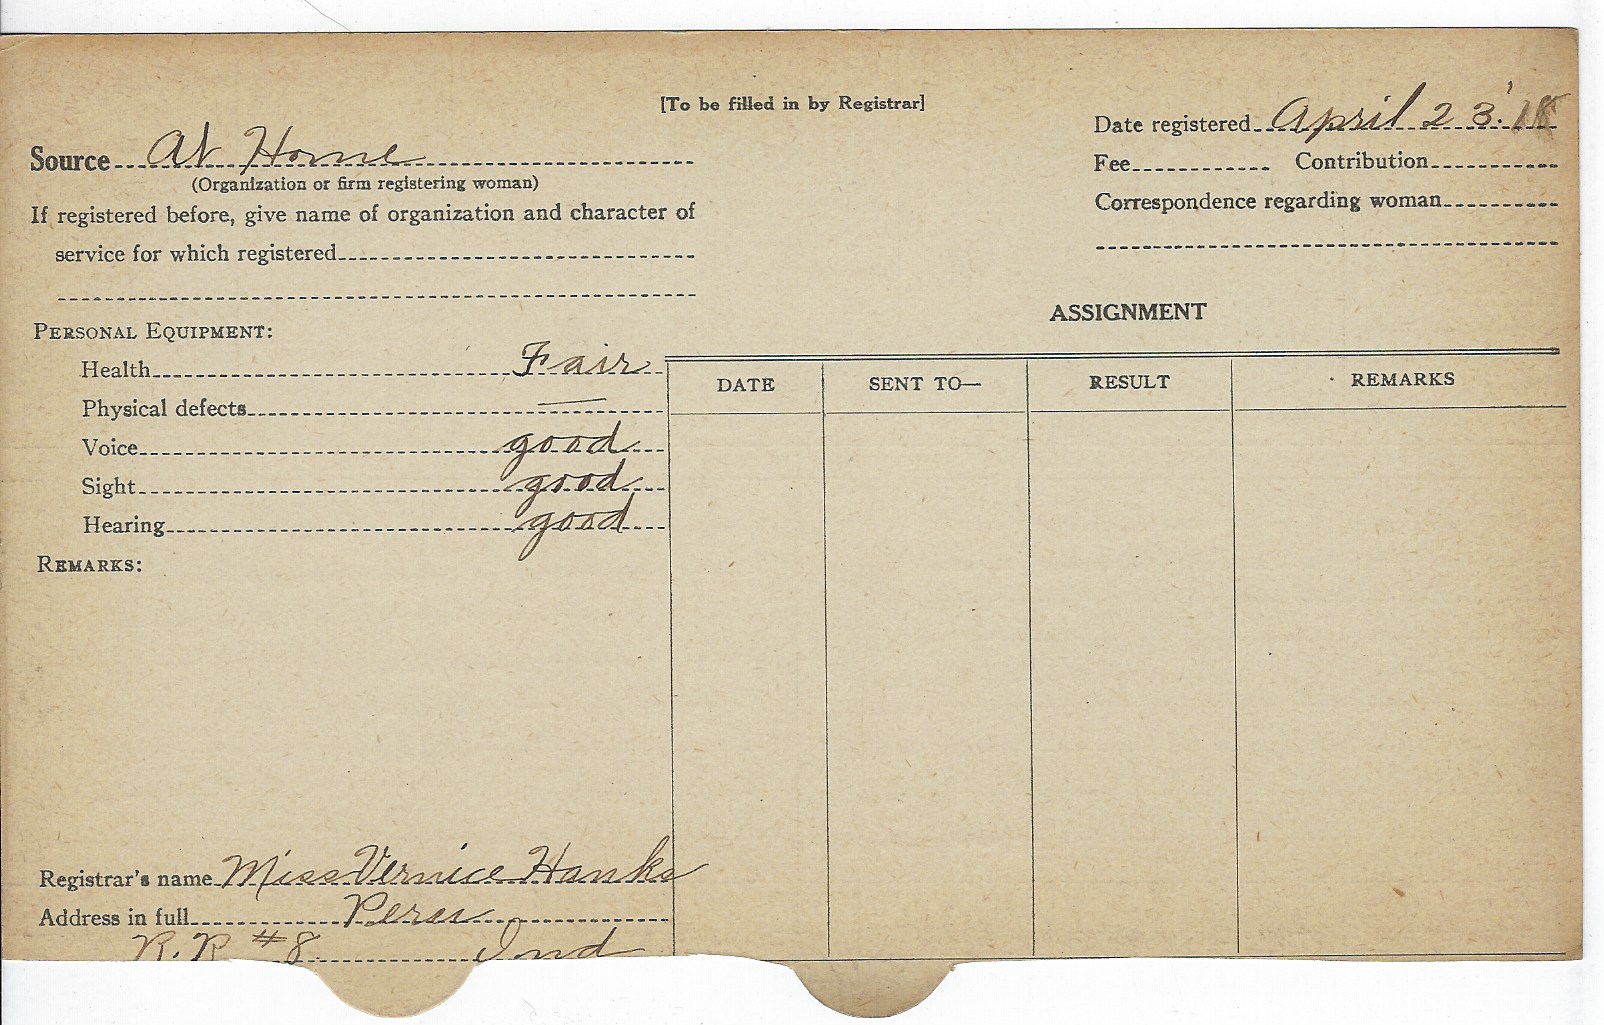 [To be filled in by Registrar]
Date registered April 23.' 18
Source At Home
(Organization or firm registering woman)
Fee Contribution
If registered before, give name of organization and character of
service for which registered
Correspondence regarding woman
ASSIGNMENT
PERSONAL EQUIPMENT:
Health Fair
Physical defects —
Voice good
Sight good
Hearing good
REMARKS:
DATE SENT TO— RESULT REMARKS
Registrar's name Miss Vernice Hanks
Address in full Peru
R. R #8 Ind